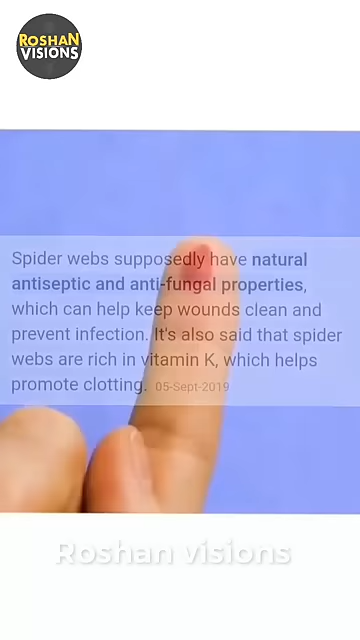 ROSHAN
VISIONS
Spider webs supposedly have natural
antiseptic and anti-fungal properties,
which can help keep wounds clean and
prevent infection. It's also said that spider
webs are rich in vitamin K, which helps
promote clotting. 05-Sept-2019
Roshan visions